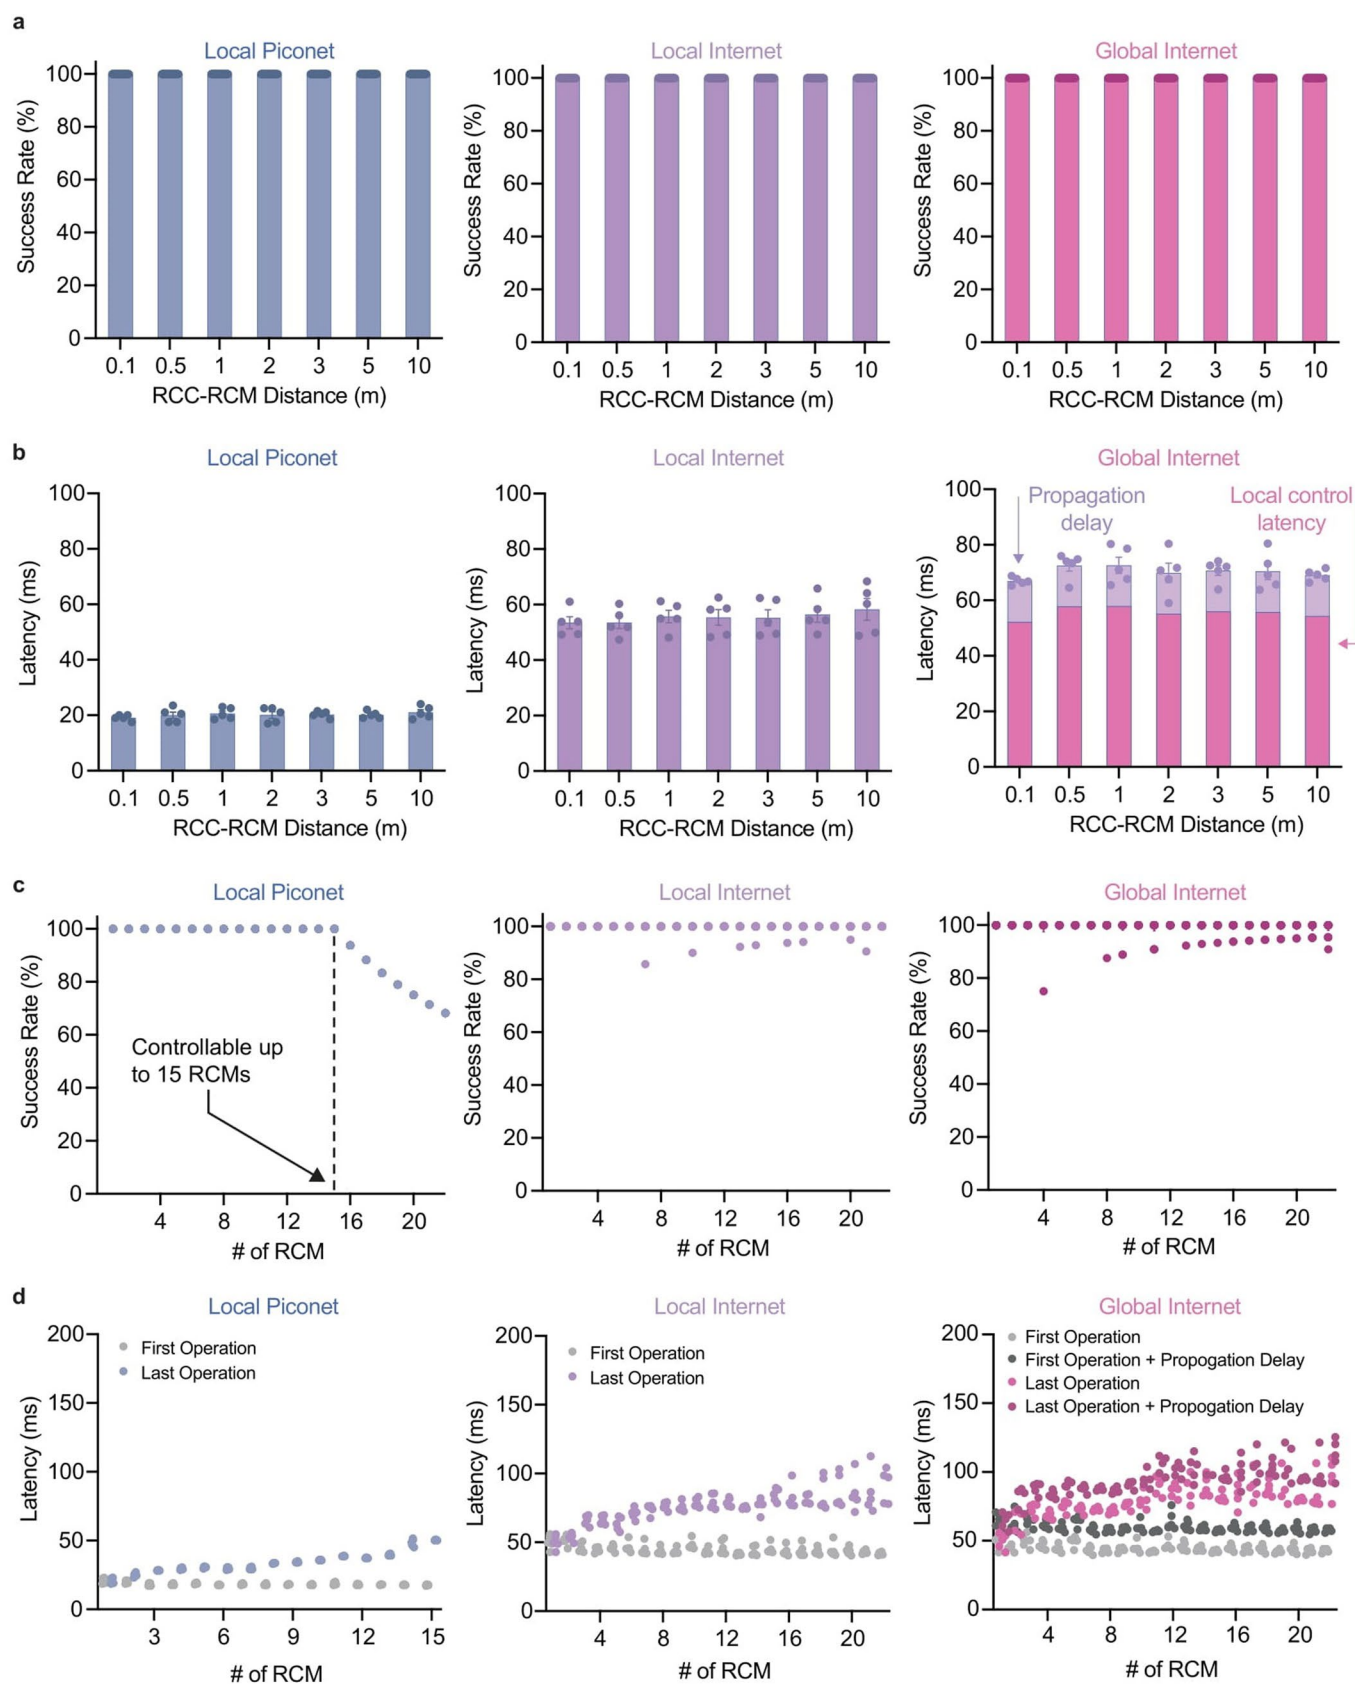 a
Local Piconet
Success Rate (%)
100
80
60
40
20
0
0.1 0.5 1 2 3 5 10
RCC-RCM Distance (m)
Local Internet
Success Rate (%)
100
80
60
40
20
0
0.1 0.5 1 2 3 5 10
RCC-RCM Distance (m)
Global Internet
Success Rate (%)
100
80
60
40
20
0
0.1 0.5 1 2 3 5 10
RCC-RCM Distance (m)
b
Local Piconet
Latency (ms)
100
80
60
40
20
0
0.1 0.5 1 2 3 5 10
RCC-RCM Distance (m)
Local Internet
Latency (ms)
100
80
60
40
20
0
0.1 0.5 1 2 3 5 10
RCC-RCM Distance (m)
Global Internet
Latency (ms)
100
80
60
40
20
0
Propagation
delay
Local control
latency
0.1 0.5 1 2 3 5 10
RCC-RCM Distance (m)
c
Local Piconet
Success Rate (%)
100
80
60
40
20
0
Controllable up
to 15 RCMs
4 8 12 16 20
# of RCM
Local Internet
Success Rate (%)
100
80
60
40
20
0
4 8 12 16 20
# of RCM
Global Internet
Success Rate (%)
100
80
60
40
20
0
4 8 12 16 20
# of RCM
d
Local Piconet
Latency (ms)
200
150
100
50
0
First Operation
Last Operation
3 6 9 12 15
# of RCM
Local Internet
Latency (ms)
200
150
100
50
0
First Operation
Last Operation
4 8 12 16 20
# of RCM
Global Internet
Latency (ms)
200
150
100
50
0
First Operation
First Operation + Propogation Delay
Last Operation
Last Operation + Propogation Delay
4 8 12 16 20
# of RCM